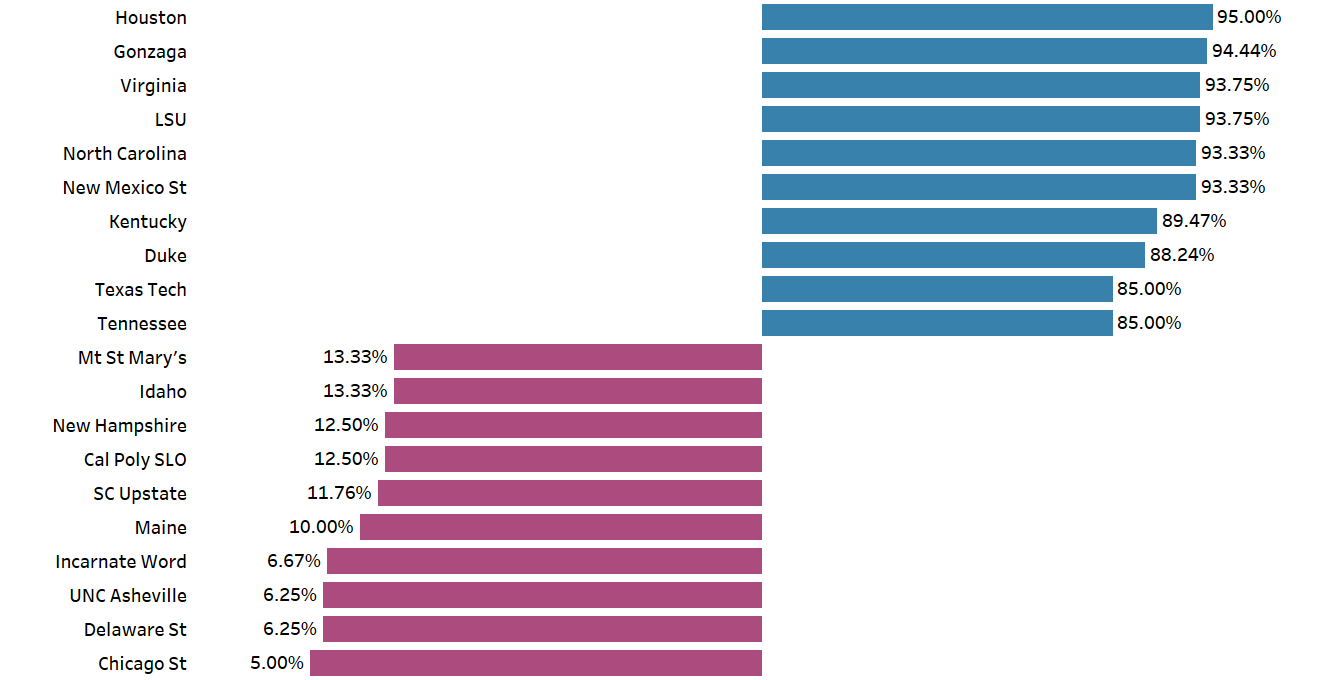 Houston 95.00%
Gonzaga 94.44%
Virginia 93.75%
LSU 93.75%
North Carolina 93.33%
New Mexico St 93.33%
Kentucky 89.47%
Duke 88.24%
Texas Tech 85.00%
Tennessee 85.00%
Mt St Mary’s 13.33%
Idaho 13.33%
New Hampshire 12.50%
Cal Poly SLO 12.50%
SC Upstate 11.76%
Maine 10.00%
Incarnate Word 6.67%
UNC Asheville 6.25%
Delaware St 6.25%
Chicago St 5.00%